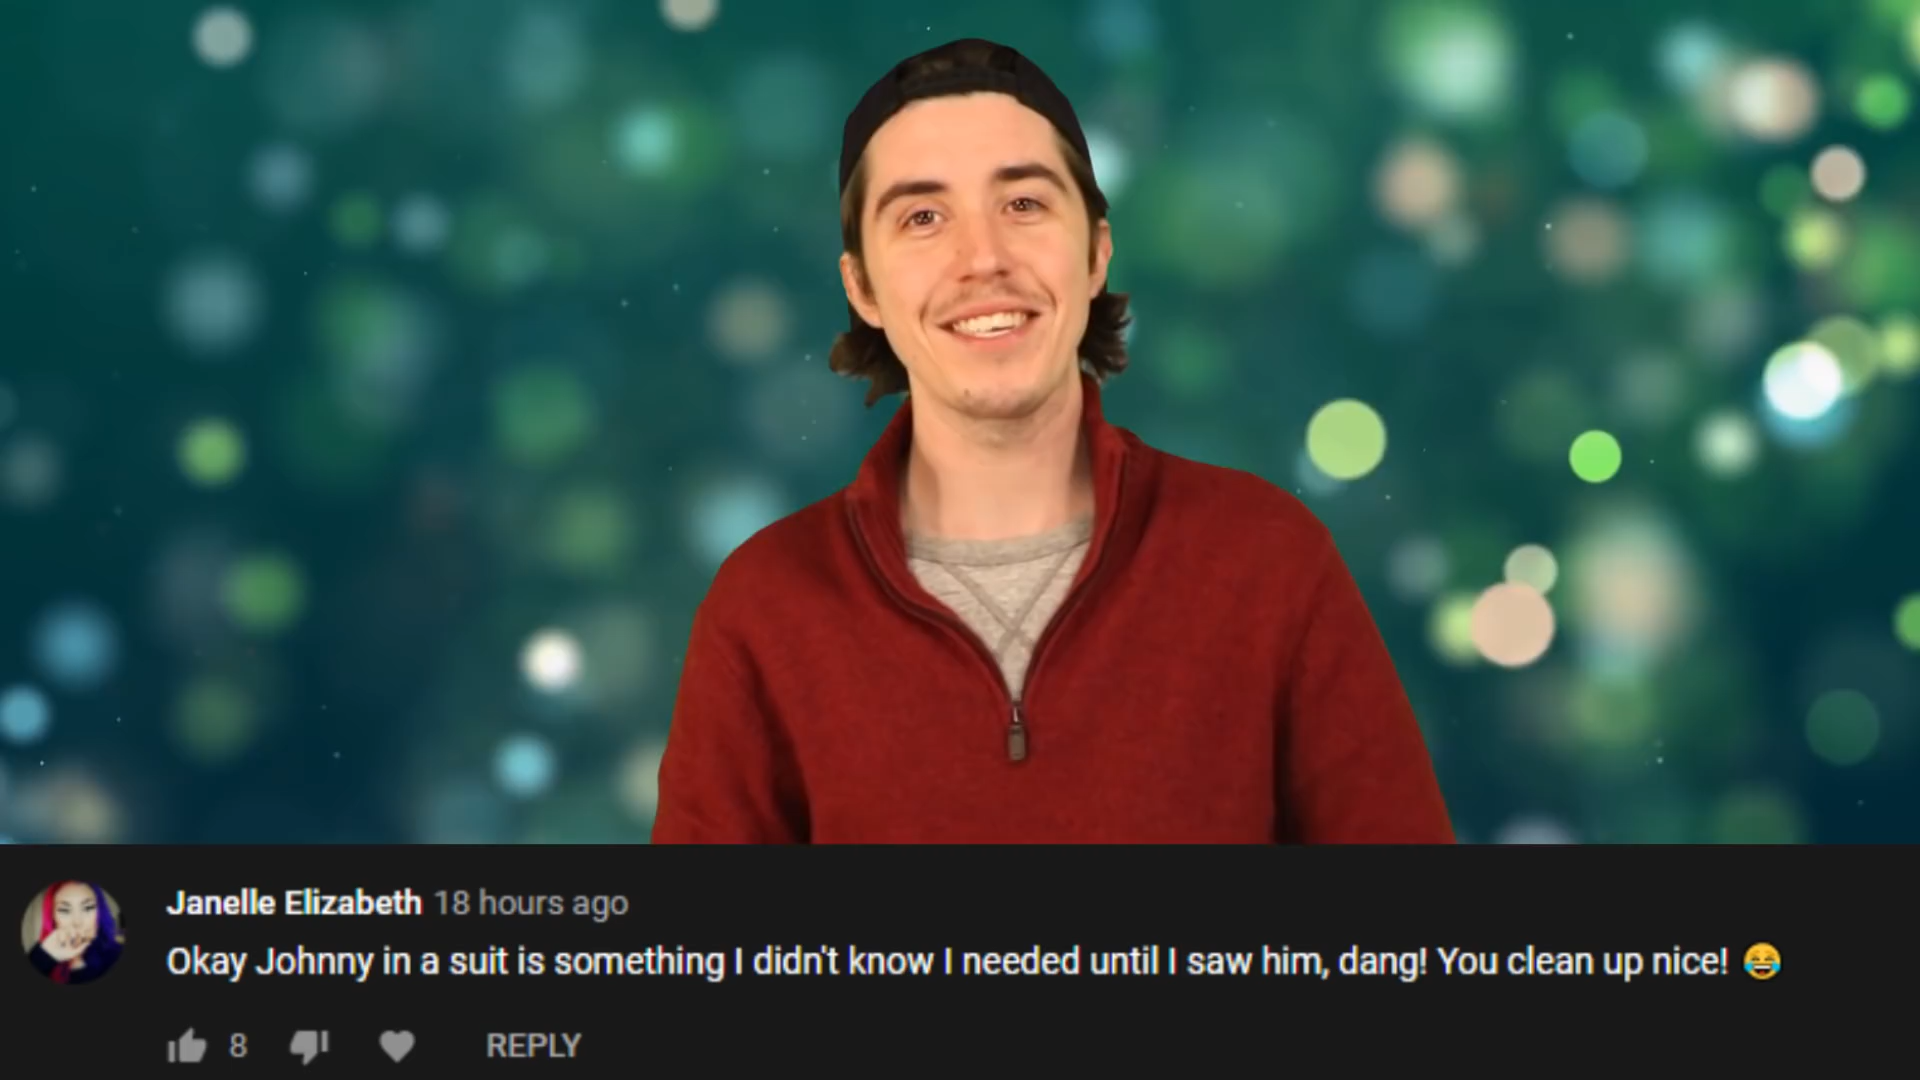 Janelle Elizabeth 18 hours ago
Okay Johnny in a suit is something I didn't know I needed until I saw him, dang! You clean up nice! 😂
8 REPLY